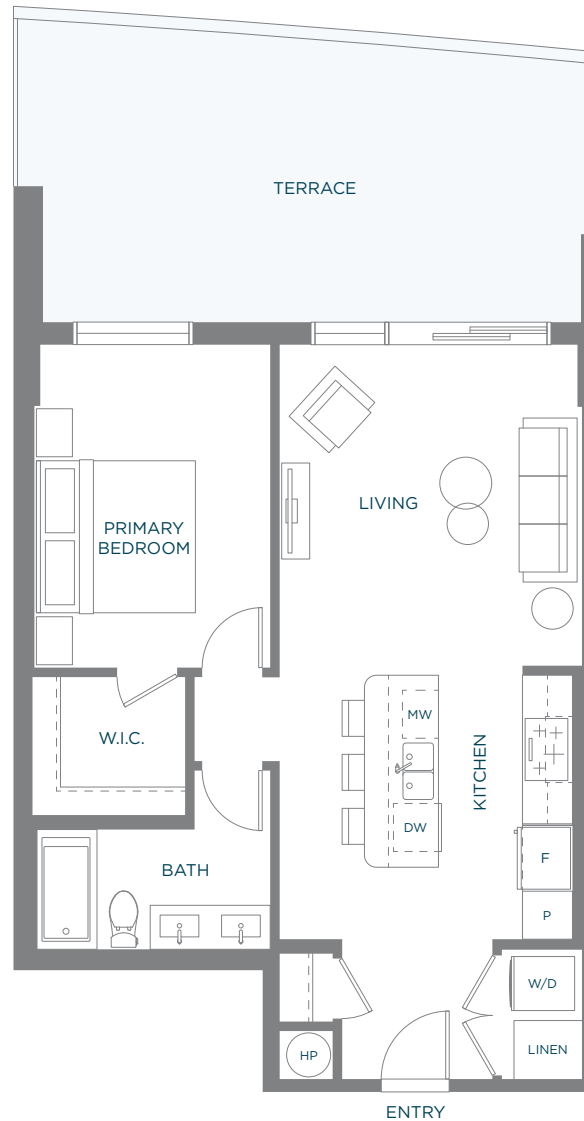 TERRACE
LIVING
PRIMARY
BEDROOM
MW
W.I.C.
KITCHEN
DW
F
BATH
P
W/D
LINEN
HP
ENTRY